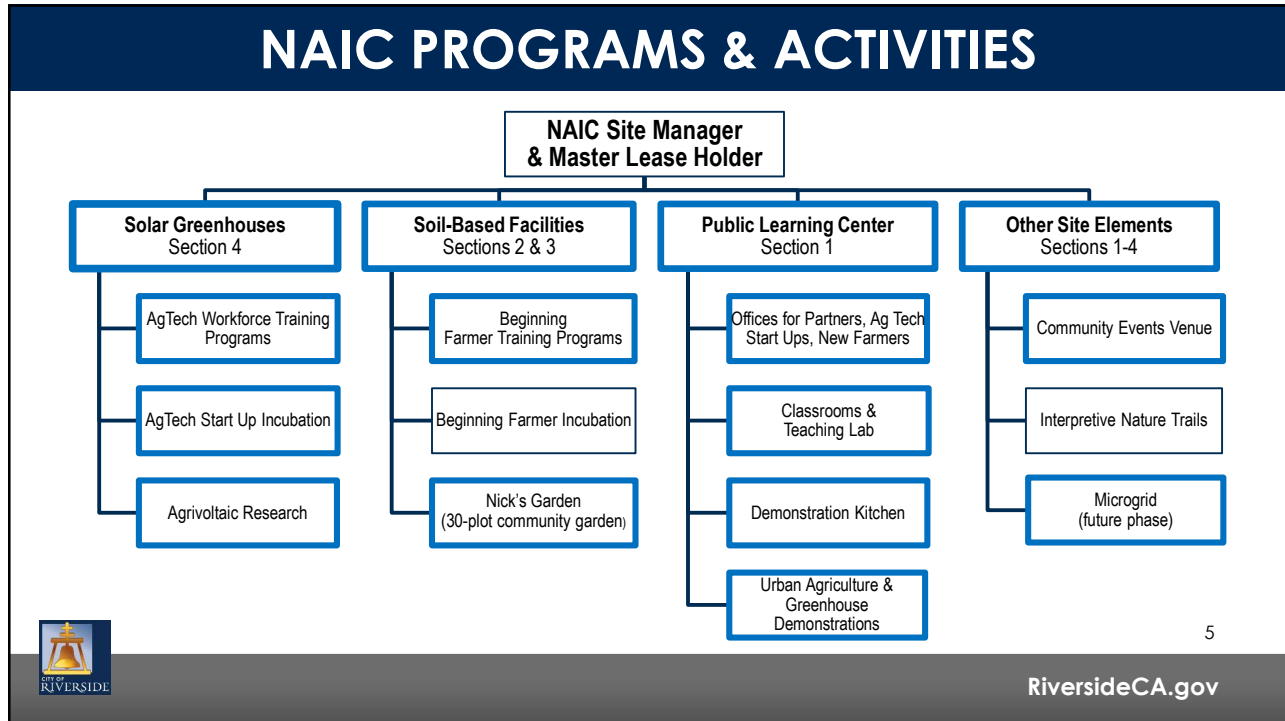 NAIC PROGRAMS & ACTIVITIES
NAIC Site Manager
& Master Lease Holder
Solar Greenhouses
Section 4
AgTech Workforce Training
Programs
AgTech Start Up Incubation
Agrivoltaic Research
Soil-Based Facilities
Sections 2 & 3
Beginning
Farmer Training Programs
Beginning Farmer Incubation
Nick's Garden
(30-plot community garden)
Public Learning Center
Section 1
Offices for Partners, Ag Tech
Start Ups, New Farmers
Classrooms &
Teaching Lab
Demonstration Kitchen
Urban Agriculture &
Greenhouse
Demonstrations
Other Site Elements
Sections 1-4
Community Events Venue
Interpretive Nature Trails
Microgrid
(future phase)
5
CITY OF
RIVERSIDE
RiversideCA.gov